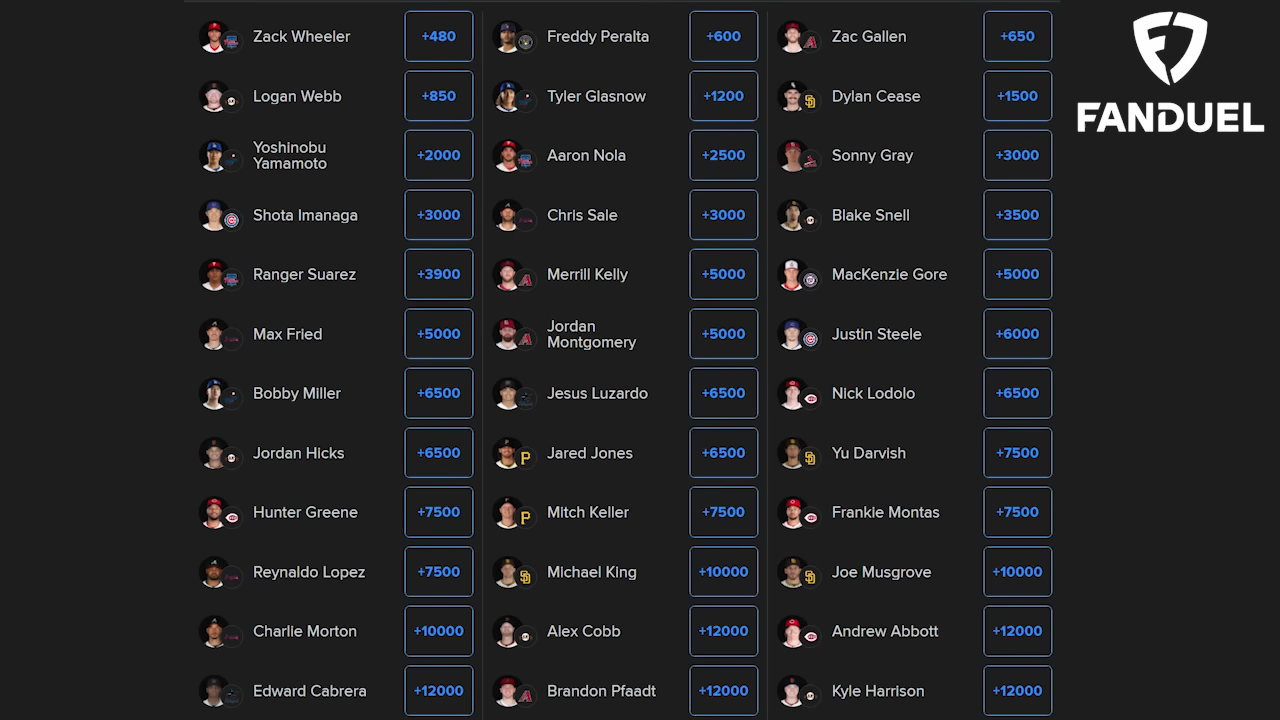 Zack Wheeler +480 Freddy Peralta +600 Zac Gallen +650
FANDUEL
Logan Webb +850 Tyler Glasnow +1200 Dylan Cease +1500
Yoshinobu
Yamamoto +2000 Aaron Nola +2500 Sonny Gray +3000
Shota Imanaga +3000 Chris Sale +3000 Blake Snell +3500
Ranger Suarez +3900 Merrill Kelly +5000 MacKenzie Gore +5000
Max Fried +5000 Jordan
Montgomery +5000 Justin Steele +6000
Bobby Miller +6500 Jesus Luzardo +6500 Nick Lodolo +6500
Jordan Hicks +6500 Jared Jones +6500 Yu Darvish +7500
Hunter Greene +7500 Mitch Keller +7500 Frankie Montas +7500
Reynaldo Lopez +7500 Michael King +10000 Joe Musgrove +10000
Charlie Morton +10000 Alex Cobb +12000 Andrew Abbott +12000
Edward Cabrera +12000 Brandon Pfaadt +12000 Kyle Harrison +12000